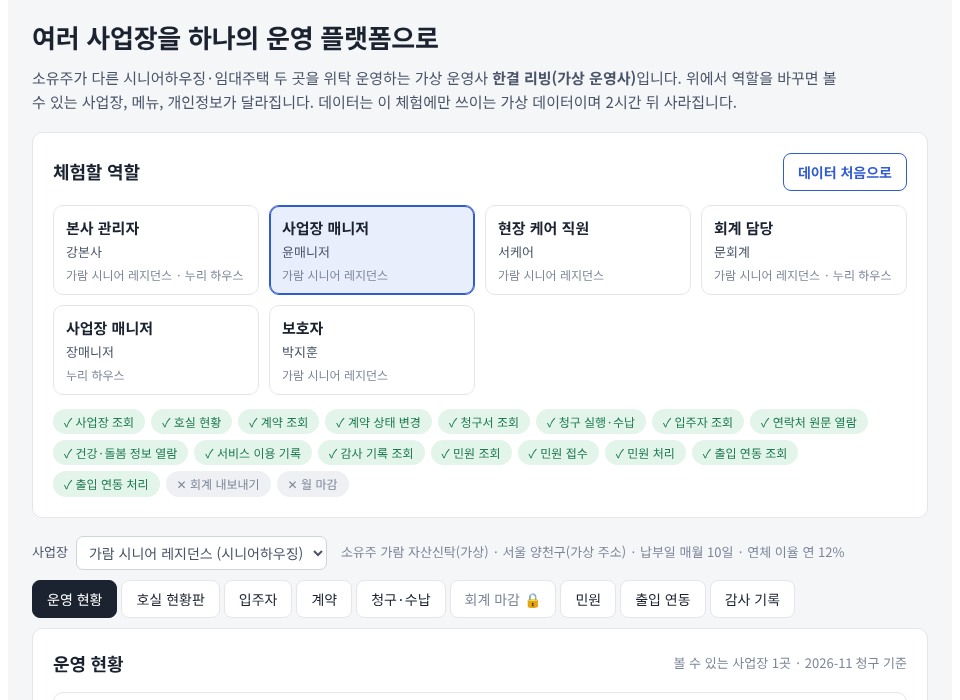 여러 사업장을 하나의 운영 플랫폼으로
소유주가 다른 시니어하우징·임대주택 두 곳을 위탁 운영하는 가상 운영사 한결 리빙(가상 운영사)입니다. 위에서 역할을 바꾸면 볼
수 있는 사업장, 메뉴, 개인정보가 달라집니다. 데이터는 이 체험에만 쓰이는 가상 데이터이며 2시간 뒤 사라집니다.
체험할 역할
데이터 처음으로
본사 관리자
강본사
가람 시니어 레지던스 · 누리 하우스
사업장 매니저
윤매니저
가람 시니어 레지던스
현장 케어 직원
서케어
가람 시니어 레지던스
회계 담당
문회계
가람 시니어 레지던스 · 누리 하우스
사업장 매니저
장매니저
누리 하우스
보호자
박지훈
가람 시니어 레지던스
✓ 사업장 조회 ✓ 호실 현황 ✓ 계약 조회 ✓ 계약 상태 변경 ✓ 청구서 조회 ✓ 청구 실행·수납 ✓ 입주자 조회 ✓ 연락처 원문 열람
✓ 건강·돌봄 정보 열람 ✓ 서비스 이용 기록 ✓ 감사 기록 조회 ✓ 민원 조회 ✓ 민원 접수 ✓ 민원 처리 ✓ 출입 연동 조회
✓ 출입 연동 처리 ✕ 회계 내보내기 ✕ 월 마감
사업장 가람 시니어 레지던스 (시니어하우징) 소유주 가람 자산신탁(가상) · 서울 양천구(가상 주소) · 납부일 매월 10일 · 연체 이율 연 12%
운영 현황 호실 현황판 입주자 계약 청구·수납 회계 마감 🔒 민원 출입 연동 감사 기록
운영 현황
볼 수 있는 사업장 1곳 · 2026-11 청구 기준